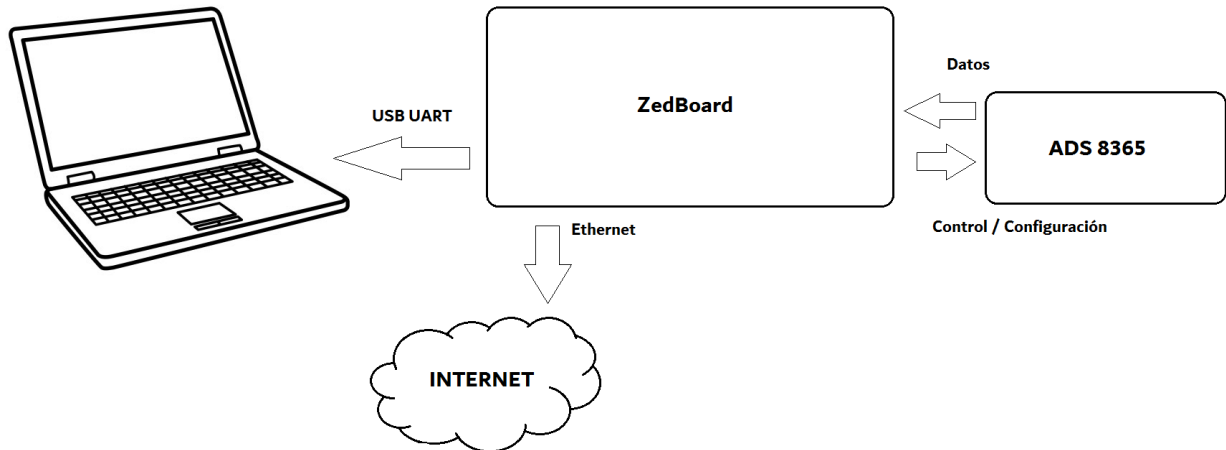 Datos
ZedBoard
USB UART
ADS 8365
Ethernet
Control / Configuración
INTERNET